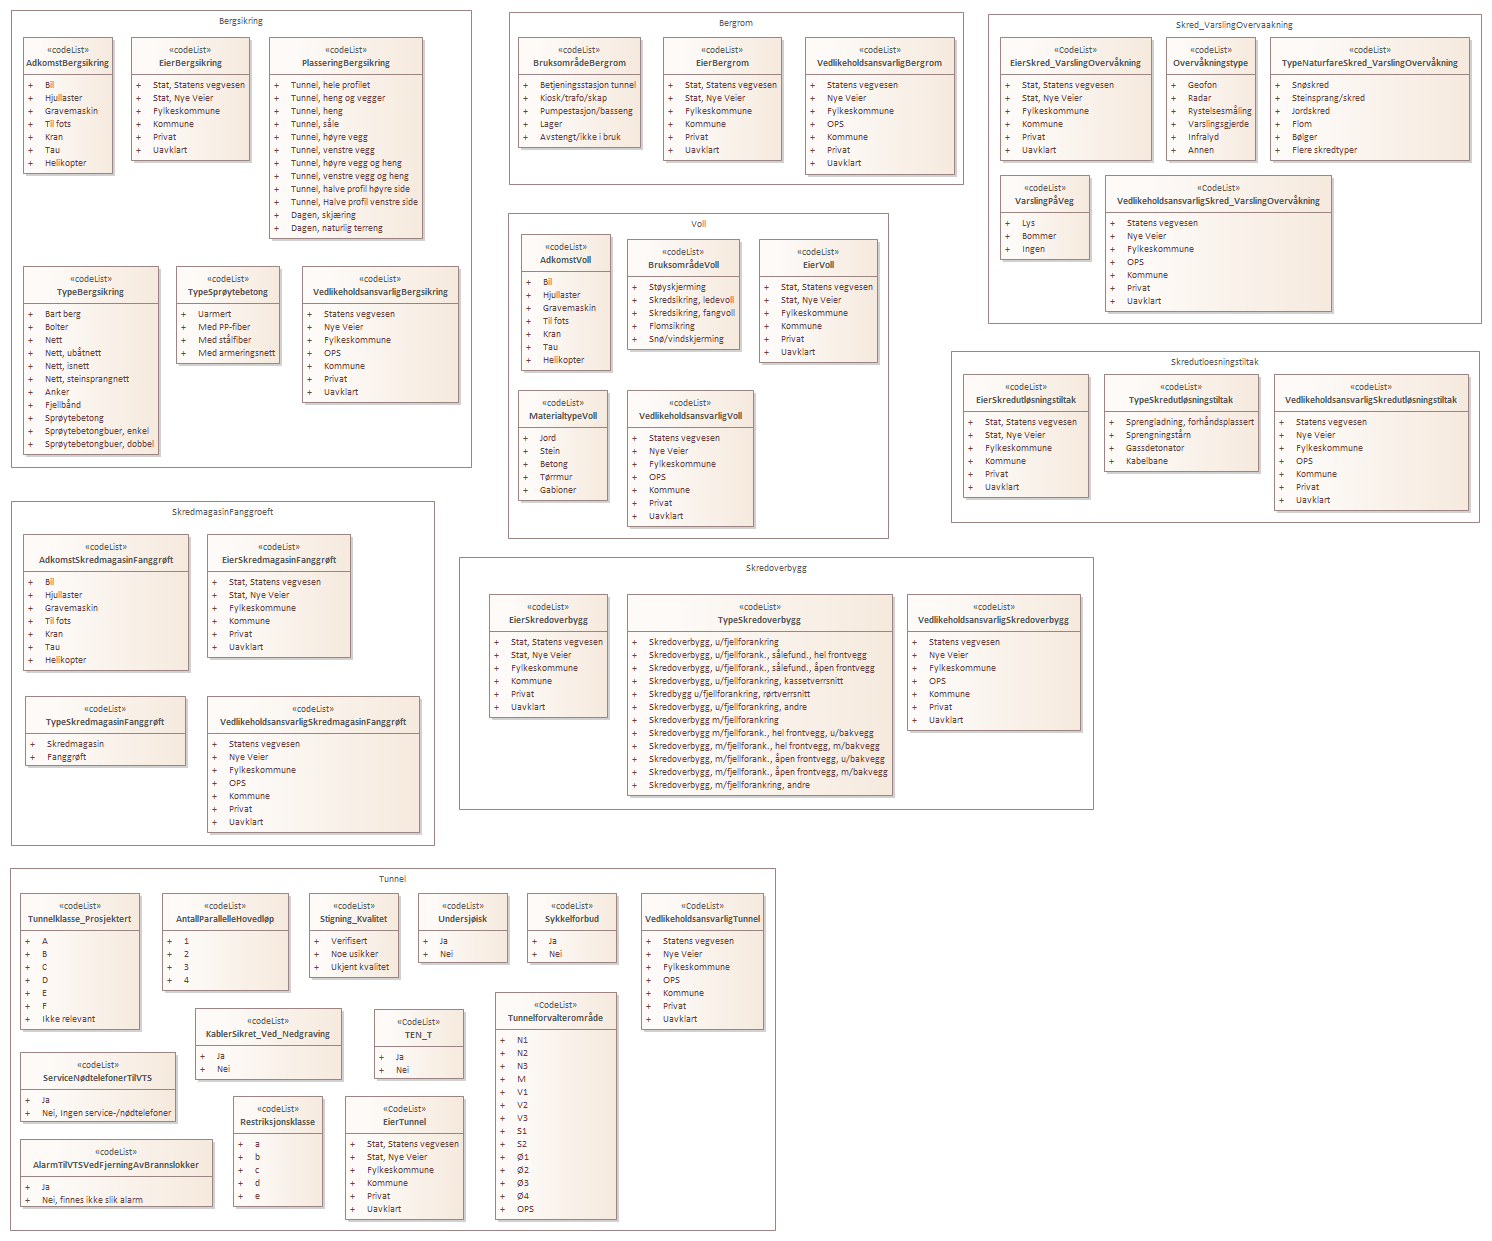 Bergsikring
«codeList»
AdkomstBergsikring
+ Bil
+ Hjullaster
+ Gravemaskin
+ Til fots
+ Kran
+ Tau
+ Helikopter
«codeList»
EierBergsikring
+ Stat, Statens vegvesen
+ Stat, Nye Veier
+ Fylkeskommune
+ Kommune
+ Privat
+ Uavklart
«codeList»
PlasseringBergsikring
+ Tunnel, hele profilet
+ Tunnel, heng og vegger
+ Tunnel, heng
+ Tunnel, såle
+ Tunnel, høyre vegg
+ Tunnel, venstre vegg
+ Tunnel, høyre vegg og heng
+ Tunnel, venstre vegg og heng
+ Tunnel, halve profil høyre side
+ Tunnel, Halve profil venstre side
+ Dagen, skjæring
+ Dagen, naturlig terreng
«codeList»
TypeBergsikring
+ Bart berg
+ Bolter
+ Nett
+ Nett, ubåtnett
+ Nett, isnett
+ Nett, steinsprangnett
+ Anker
+ Fjellbånd
+ Sprøytebetong
+ Sprøytebetongbuer, enkel
+ Sprøytebetongbuer, dobbel
«codeList»
TypeSprøytebetong
+ Uarmert
+ Med PP-fiber
+ Med stålfiber
+ Med armeringsnett
«codeList»
VedlikeholdsansvarligBergsikring
+ Statens vegvesen
+ Nye Veier
+ Fylkeskommune
+ OPS
+ Kommune
+ Privat
+ Uavklart
Bergrom
«codeList»
BruksområdeBergrom
+ Betjeningsstasjon tunnel
+ Kiosk/trafo/skap
+ Pumpestasjon/basseng
+ Lager
+ Avstengt/ikke i bruk
«codeList»
EierBergrom
+ Stat, Statens vegvesen
+ Stat, Nye Veier
+ Fylkeskommune
+ Kommune
+ Privat
+ Uavklart
«codeList»
VedlikeholdsansvarligBergrom
+ Statens vegvesen
+ Nye Veier
+ Fylkeskommune
+ OPS
+ Kommune
+ Privat
+ Uavklart
Skred_VarslingOvervaakning
«CodeList»
EierSkred_VarslingOvervåkning
+ Stat, Statens vegvesen
+ Stat, Nye Veier
+ Fylkeskommune
+ Kommune
+ Privat
+ Uavklart
«codeList»
Overvåkningstype
+ Geofon
+ Radar
+ Rystelsesmåling
+ Varslingsgjerde
+ Infralyd
+ Annen
«codeList»
TypeNaturfareSkred_VarslingOvervåkning
+ Snøskred
+ Steinsprang/skred
+ Jordskred
+ Flom
+ Bølger
+ Flere skredtyper
«codeList»
VarslingPåVeg
+ Lys
+ Bommer
+ Ingen
«CodeList»
VedlikeholdsansvarligSkred_VarslingOvervåkning
+ Statens vegvesen
+ Nye Veier
+ Fylkeskommune
+ OPS
+ Kommune
+ Privat
+ Uavklart
Voll
«codeList»
AdkomstVoll
+ Bil
+ Hjullaster
+ Gravemaskin
+ Til fots
+ Kran
+ Tau
+ Helikopter
«codeList»
BruksområdeVoll
+ Støyskjerming
+ Skredsikring, ledevoll
+ Skredsikring, fangvoll
+ Flomsikring
+ Snø/vindskjerming
«codeList»
EierVoll
+ Stat, Statens vegvesen
+ Stat, Nye Veier
+ Fylkeskommune
+ Kommune
+ Privat
+ Uavklart
«codeList»
MaterialtypeVoll
+ Jord
+ Stein
+ Betong
+ Tørrmur
+ Gabioner
«codeList»
VedlikeholdsansvarligVoll
+ Statens vegvesen
+ Nye Veier
+ Fylkeskommune
+ OPS
+ Kommune
+ Privat
+ Uavklart
Skredutloesningstiltak
«codeList»
EierSkredutløsningstiltak
+ Stat, Statens vegvesen
+ Stat, Nye Veier
+ Fylkeskommune
+ Kommune
+ Privat
+ Uavklart
«codeList»
TypeSkredutløsningstiltak
+ Sprengladning, forhåndsplassert
+ Sprengningstårn
+ Gassdetonator
+ Kabelbane
«codeList»
VedlikeholdsansvarligSkredutløsningstiltak
+ Statens vegvesen
+ Nye Veier
+ Fylkeskommune
+ OPS
+ Kommune
+ Privat
+ Uavklart
SkredmagasinFanggroeft
«codeList»
AdkomstSkredmagasinFanggrøft
+ Bil
+ Hjullaster
+ Gravemaskin
+ Til fots
+ Kran
+ Tau
+ Helikopter
«codeList»
EierSkredmagasinFanggrøft
+ Stat, Statens vegvesen
+ Stat, Nye Veier
+ Fylkeskommune
+ Kommune
+ Privat
+ Uavklart
«codeList»
TypeSkredmagasinFanggrøft
+ Skredmagasin
+ Fanggrøft
«codeList»
VedlikeholdsansvarligSkredmagasinFanggrøft
+ Statens vegvesen
+ Nye Veier
+ Fylkeskommune
+ OPS
+ Kommune
+ Privat
+ Uavklart
Skredoverbygg
«codeList»
EierSkredoverbygg
+ Stat, Statens vegvesen
+ Stat, Nye Veier
+ Fylkeskommune
+ Kommune
+ Privat
+ Uavklart
«codeList»
TypeSkredoverbygg
+ Skredoverbygg, u/fjellforankring
+ Skredoverbygg, u/fjellforank., sålefund., hel frontvegg
+ Skredoverbygg, u/fjellforank., sålefund., åpen frontvegg
+ Skredoverbygg, u/fjellforankring, kassetverrsnitt
+ Skredbygg u/fjellforankring, rørtverrsnitt
+ Skredoverbygg, u/fjellforankring, andre
+ Skredoverbygg m/fjellforankring
+ Skredoverbygg m/fjellforank., hel frontvegg, u/bakvegg
+ Skredoverbygg, m/fjellforank., hel frontvegg, m/bakvegg
+ Skredoverbygg, m/fjellforank., åpen frontvegg, u/bakvegg
+ Skredoverbygg, m/fjellforank., åpen frontvegg, m/bakvegg
+ Skredoverbygg, m/fjellforankring, andre
«codeList»
VedlikeholdsansvarligSkredoverbygg
+ Statens vegvesen
+ Nye Veier
+ Fylkeskommune
+ OPS
+ Kommune
+ Privat
+ Uavklart
Tunnel
«codeList»
Tunnelklasse_Prosjektert
+ A
+ B
+ C
+ D
+ E
+ F
+ Ikke relevant
«codeList»
AntallParallelleHovedløp
+ 1
+ 2
+ 3
+ 4
«codeList»
Stigning_Kvalitet
+ Verifisert
+ Noe usikker
+ Ukjent kvalitet
«codeList»
Undersjøisk
+ Ja
+ Nei
«codeList»
Sykkelforbud
+ Ja
+ Nei
«CodeList»
VedlikeholdsansvarligTunnel
+ Statens vegvesen
+ Nye Veier
+ Fylkeskommune
+ OPS
+ Kommune
+ Privat
+ Uavklart
«codeList»
KablerSikret_Ved_Nedgraving
+ Ja
+ Nei
«CodeList»
TEN_T
+ Ja
+ Nei
«CodeList»
Tunnelforvalterområde
+ N1
+ N2
+ N3
+ M
+ V1
+ V2
+ V3
+ S1
+ S2
+ Ø1
+ Ø2
+ Ø3
+ Ø4
+ OPS
«codeList»
ServiceNødtelefonerTilVTS
+ Ja
+ Nei, Ingen service-/nødtelefoner
«codeList»
Restriksjonsklasse
+ a
+ b
+ c
+ d
+ e
«CodeList»
EierTunnel
+ Stat, Statens vegvesen
+ Stat, Nye Veier
+ Fylkeskommune
+ Kommune
+ Privat
+ Uavklart
«codeList»
AlarmTilVTSVedFjerningAvBrannslokker
+ Ja
+ Nei, finnes ikke slik alarm